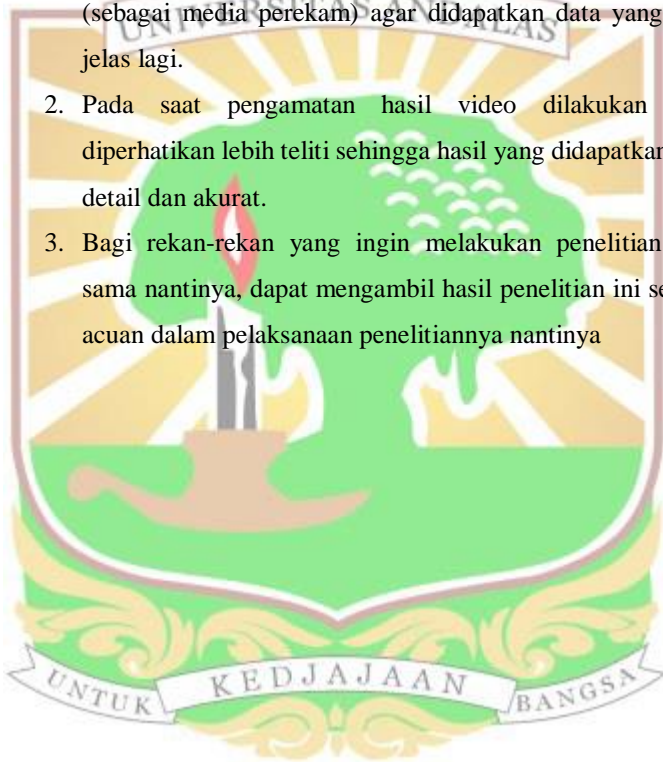 (sebagai media perekam) agar didapatkan data yang
UNIVERSITAS ANDALAS
jelas lagi.
2. Pada saat pengamatan hasil video dilakukan
diperhatikan lebih teliti sehingga hasil yang didapatkan
detail dan akurat.
3. Bagi rekan-rekan yang ingin melakukan penelitian
sama nantinya, dapat mengambil hasil penelitian ini se
acuan dalam pelaksanaan penelitiannya nantinya
UNTUK KEDJAJAAN BANGSA